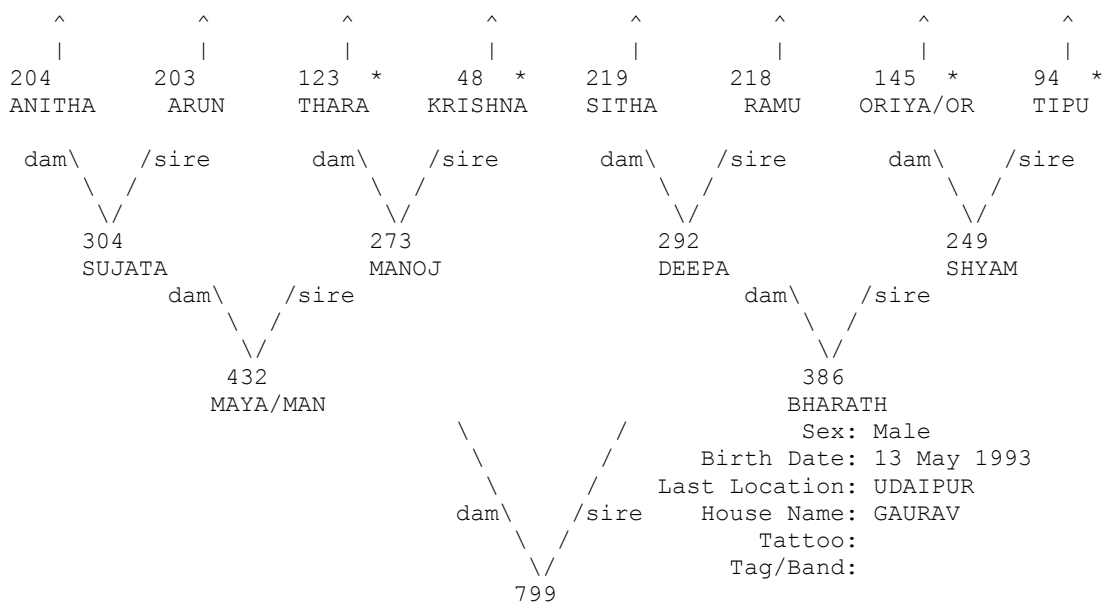 ^ ^ ^ ^ ^ ^ ^ ^
| | | | | | | |
204 203 123 * 48 * 219 218 145 * 94 *
ANITHA ARUN THARA KRISHNA SITHA RAMU ORIYA/OR TIPU
dam\ /sire dam\ /sire dam\ /sire dam\ /sire
\ / \ / \ / \ /
\/ \/ \/ \/
304 273 292 249
SUJATA MANOJ DEEPA SHYAM
dam\ /sire dam\ /sire
\ / \ /
\/ \/
432 386
MAYA/MAN BHARATH
\ / Sex: Male
\ / Birth Date: 13 May 1993
\ / Last Location: UDAIPUR
dam\ /sire House Name: GAURAV
\ / Tattoo:
\/ Tag/Band:
799